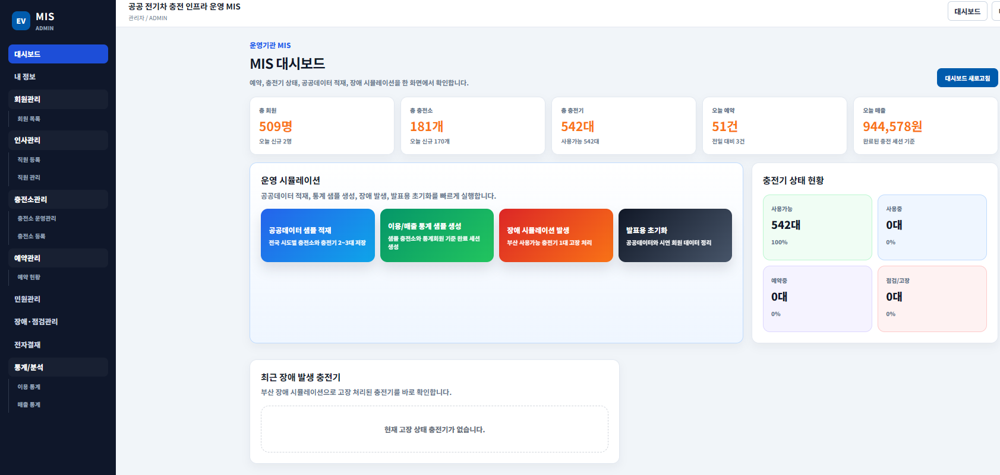 EV
MIS
ADMIN
대시보드
내 정보
회원관리
회원 목록
인사관리
직원 등록
직원 관리
충전소관리
충전소 운영관리
충전소 등록
예약관리
예약 현황
민원관리
장애·점검관리
전자결재
통계/분석
이용 통계
매출 통계
공공 전기차 충전 인프라 운영 MIS
관리자 / ADMIN
대시보드
운영기관 MIS
MIS 대시보드
예약, 충전기 상태, 공공데이터 적재, 장애 시뮬레이션을 한 화면에서 확인합니다.
대시보드 새로고침
총 회원
509명
오늘 신규 2명
총 충전소
181개
오늘 신규 170개
총 충전기
542대
사용가능 542대
오늘 예약
51건
전일 대비 3건
오늘 매출
944,578원
완료된 충전 세션 기준
운영 시뮬레이션
공공데이터 적재, 통계 샘플 생성, 장애 발생, 발표용 초기화를 빠르게 실행합니다.
공공데이터 샘플 적재
전국 시도별 충전소와 충전기 2~3대 저장
이용/매출 통계 샘플 생성
샘플 충전소와 통계회원 기준 완료 세션
생성
장애 시뮬레이션 발생
부산 사용가능 충전기 1대 고장 처리
발표용 초기화
공공데이터와 시연 회원 데이터 정리
충전기 상태 현황
사용가능
542대
100%
사용중
0대
0%
예약중
0대
0%
점검/고장
0대
0%
최근 장애 발생 충전기
부산 장애 시뮬레이션으로 고장 처리된 충전기를 바로 확인합니다.
현재 고장 상태 충전기가 없습니다.